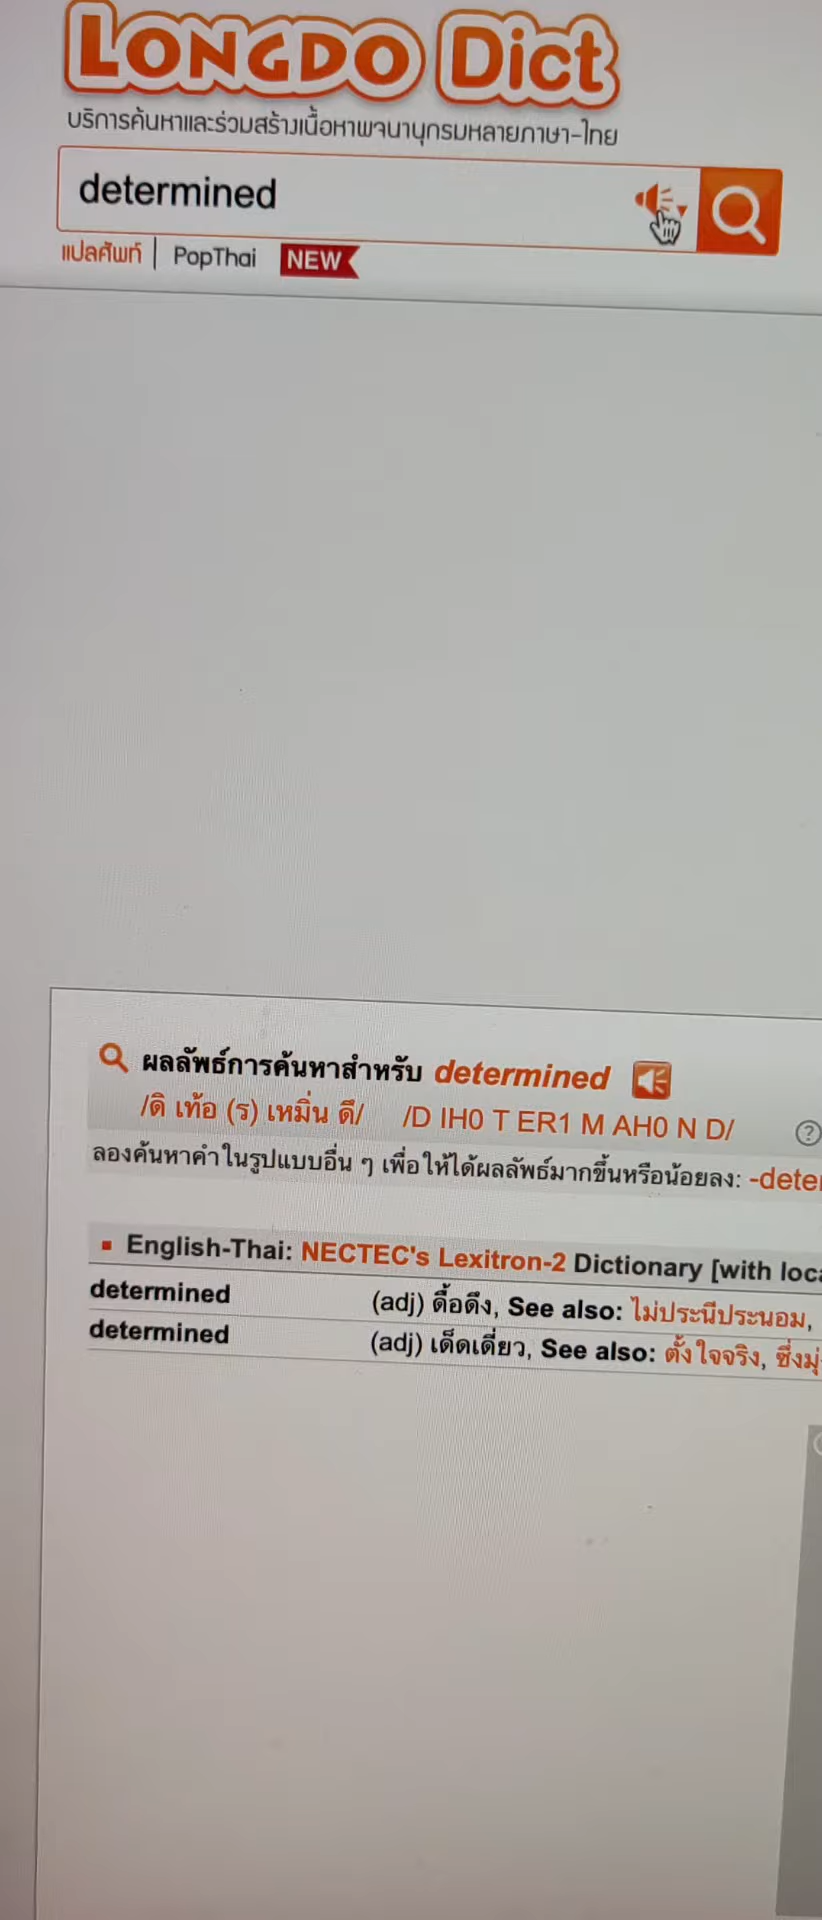 LONGDO Dict
บริการค้นหาและร่วมสร้างเนื้อหาพจนานุกรมหลายภาษา-ไทย
determined
แปลศัพท์ | PopThai NEW
ผลลัพธ์การค้นหาสำหรับ determined
/ดิ เท้อ (ร) เหมิ่น ดึ/ /D IH0 T ER1 M AH0 N D/ ?
ลองค้นหาคำในรูปแบบอื่น ๆ เพื่อให้ได้ผลลัพธ์มากขึ้นหรือน้อยลง: -deter
English-Thai: NECTEC's Lexitron-2 Dictionary [with loca
determined (adj) ดื้อดึง, See also: ไม่ประนีประนอม,
determined (adj) เด็ดเดี่ยว, See also: ตั้งใจจริง, ซึ่งมุ่